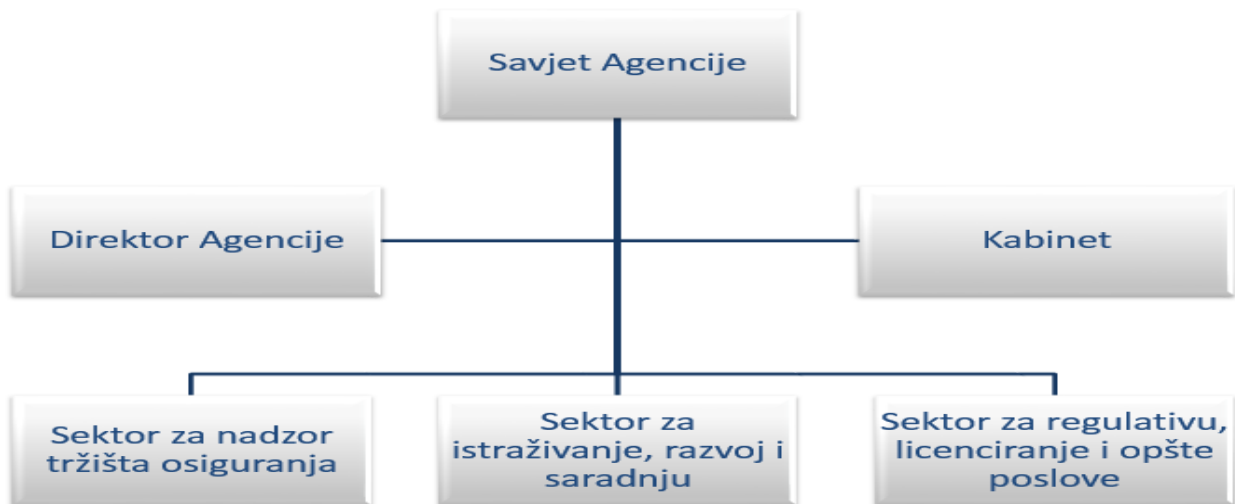 Savjet Agencije
Direktor Agencije
Kabinet
Sektor za nadzor
tržišta osiguranja
Sektor za
istraživanje, razvoj i
saradnju
Sektor za regulativu,
licenciranje i opšte
poslove